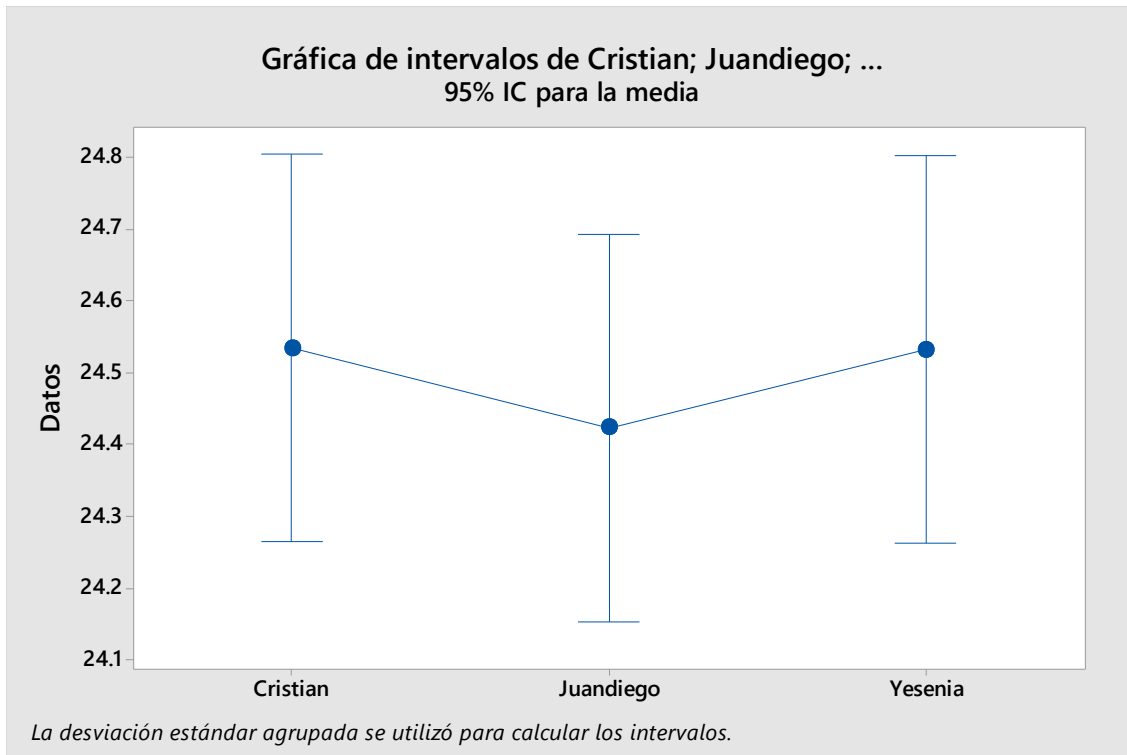 Gráfica de intervalos de Cristian; Juandiego; ...
95% IC para la media
24.8
24.7
24.6
24.5
24.4
24.3
24.2
24.1
Datos
Cristian
Juandiego
Yesenia
La desviación estándar agrupada se utilizó para calcular los intervalos.